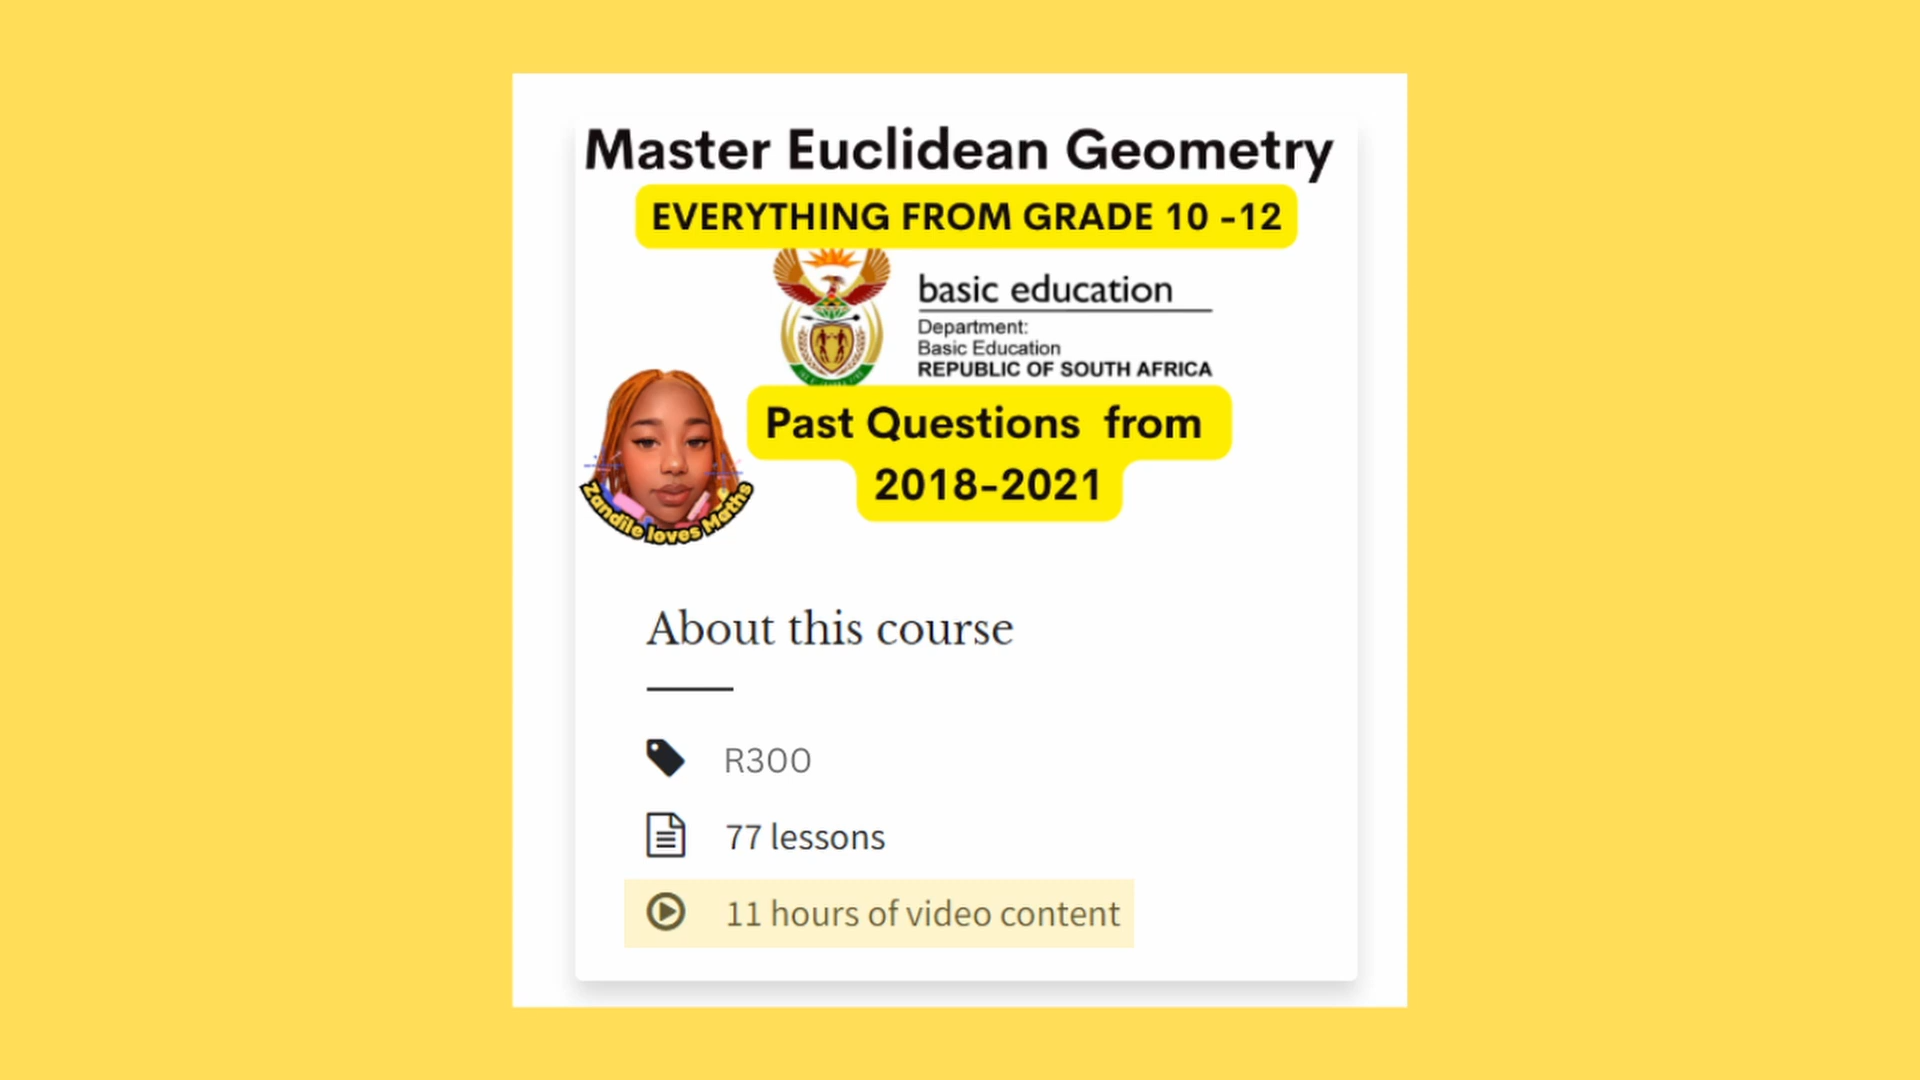 Master Euclidean Geometry
EVERYTHING FROM GRADE 10 -12
basic education
Department:
Basic Education
REPUBLIC OF SOUTH AFRICA
Past Questions from
2018-2021
Zandile loves Maths
About this course
R300
77 lessons
11 hours of video content